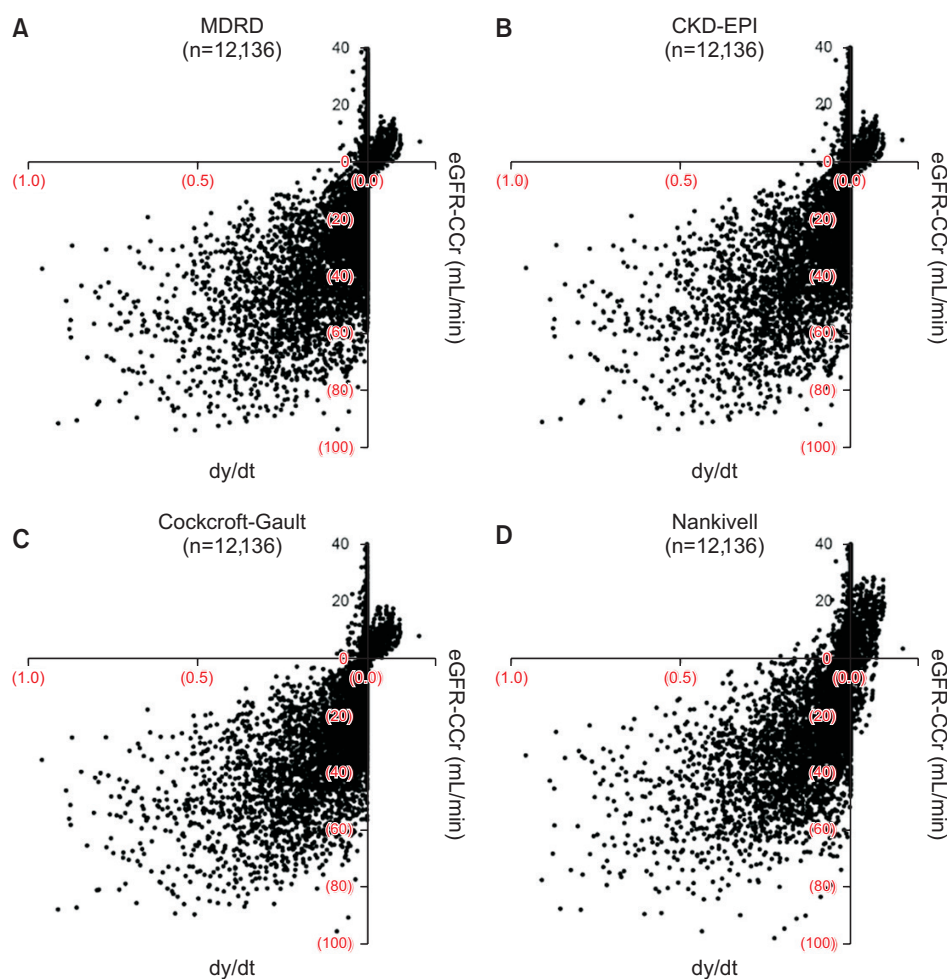 A
MDRD
(n=12,136)
40
20
0
(1.0)
(0.5)
(0.0)
(20)
(40)
(60)
(80)
(100)
eGFR-CCr (mL/min)
dy/dt
B
CKD-EPI
(n=12,136)
40
20
0
(1.0)
(0.5)
(0.0)
(20)
(40)
(60)
(80)
(100)
eGFR-CCr (mL/min)
dy/dt
C
Cockcroft-Gault
(n=12,136)
40
20
0
(1.0)
(0.5)
(0.0)
(20)
(40)
(60)
(80)
(100)
eGFR-CCr (mL/min)
dy/dt
D
Nankivell
(n=12,136)
40
20
0
(1.0)
(0.5)
(0.0)
(20)
(40)
(60)
(80)
(100)
eGFR-CCr (mL/min)
dy/dt